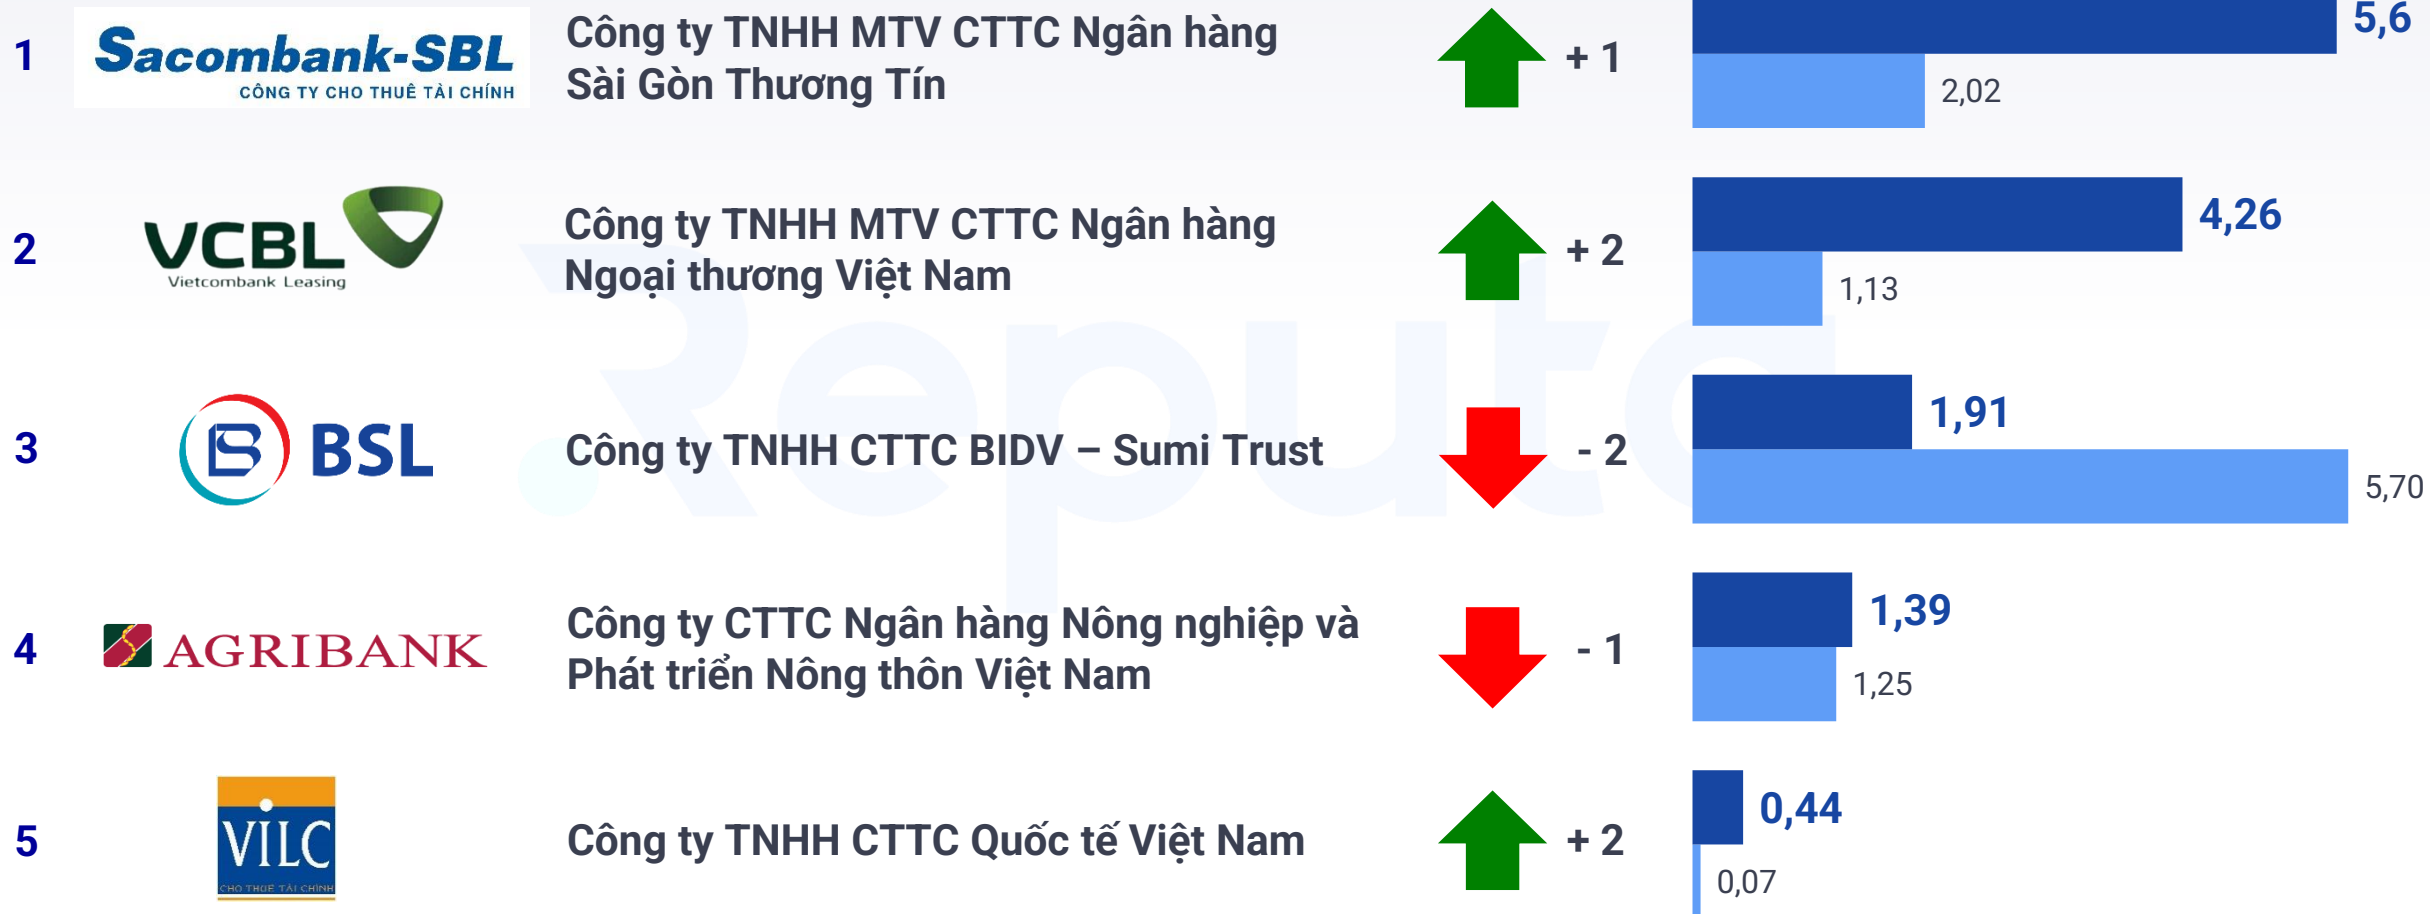 1
Sacombank-SBL
CÔNG TY CHO THUÊ TÀI CHÍNH
Công ty TNHH MTV CTTC Ngân hàng
Sài Gòn Thương Tín
+ 1
5,6
2,02
2
VCBL
Vietcombank Leasing
Công ty TNHH MTV CTTC Ngân hàng
Ngoại thương Việt Nam
+ 2
4,26
1,13
Reputa
3
BSL
Công ty TNHH CTTC BIDV – Sumi Trust
- 2
1,91
5,70
4
AGRIBANK
Công ty CTTC Ngân hàng Nông nghiệp và
Phát triển Nông thôn Việt Nam
- 1
1,39
1,25
5
VILC
CHO THUÊ TÀI CHÍNH
Công ty TNHH CTTC Quốc tế Việt Nam
+ 2
0,44
0,07